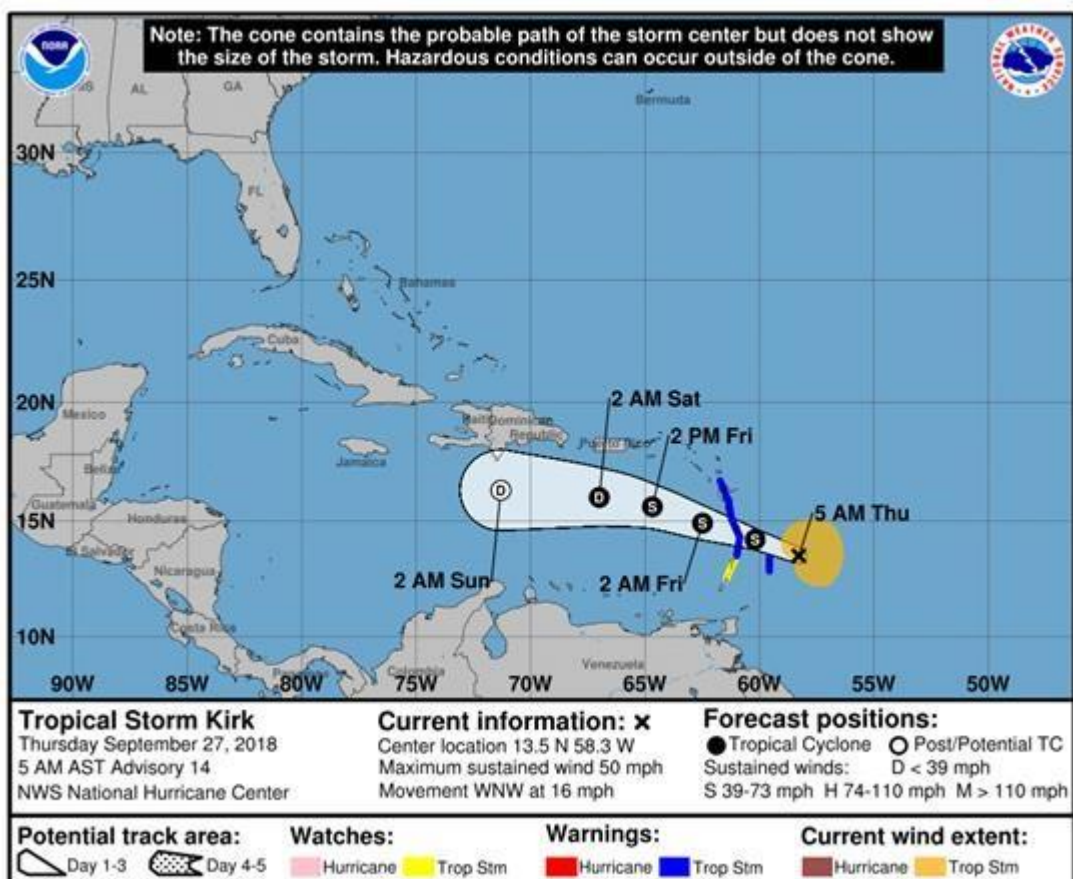 Note: The cone contains the probable path of the storm center but does not show
the size of the storm. Hazardous conditions can occur outside of the cone.
NOAA
NATIONAL WEATHER SERVICE
AL
GA
Bermuda
30N
FL
25N
Bahamas
Cuba
20N
2 AM Sat
Mexico
Haiti
Dominican
Republic
Puerto Rico
2 PM Fri
Jamaica
Belize
Guatemala
15N
Honduras
D
D
S
S
S
5 AM Thu
El Salvador
Nicaragua
2 AM Sun
2 AM Fri
10N
Costa Rica
Panama
Colombia
Venezuela
90W 85W 80W 75W 70W 65W 60W 55W 50W
Tropical Storm Kirk
Thursday September 27, 2018
5 AM AST Advisory 14
NWS National Hurricane Center
Current information: x
Center location 13.5 N 58.3 W
Maximum sustained wind 50 mph
Movement WNW at 16 mph
Forecast positions:
Tropical Cyclone Post/Potential TC
Sustained winds: D < 39 mph
S 39-73 mph H 74-110 mph M > 110 mph
Potential track area:
Day 1-3 Day 4-5
Watches:
Hurricane Trop Stm
Warnings:
Hurricane Trop Stm
Current wind extent:
Hurricane Trop Stm